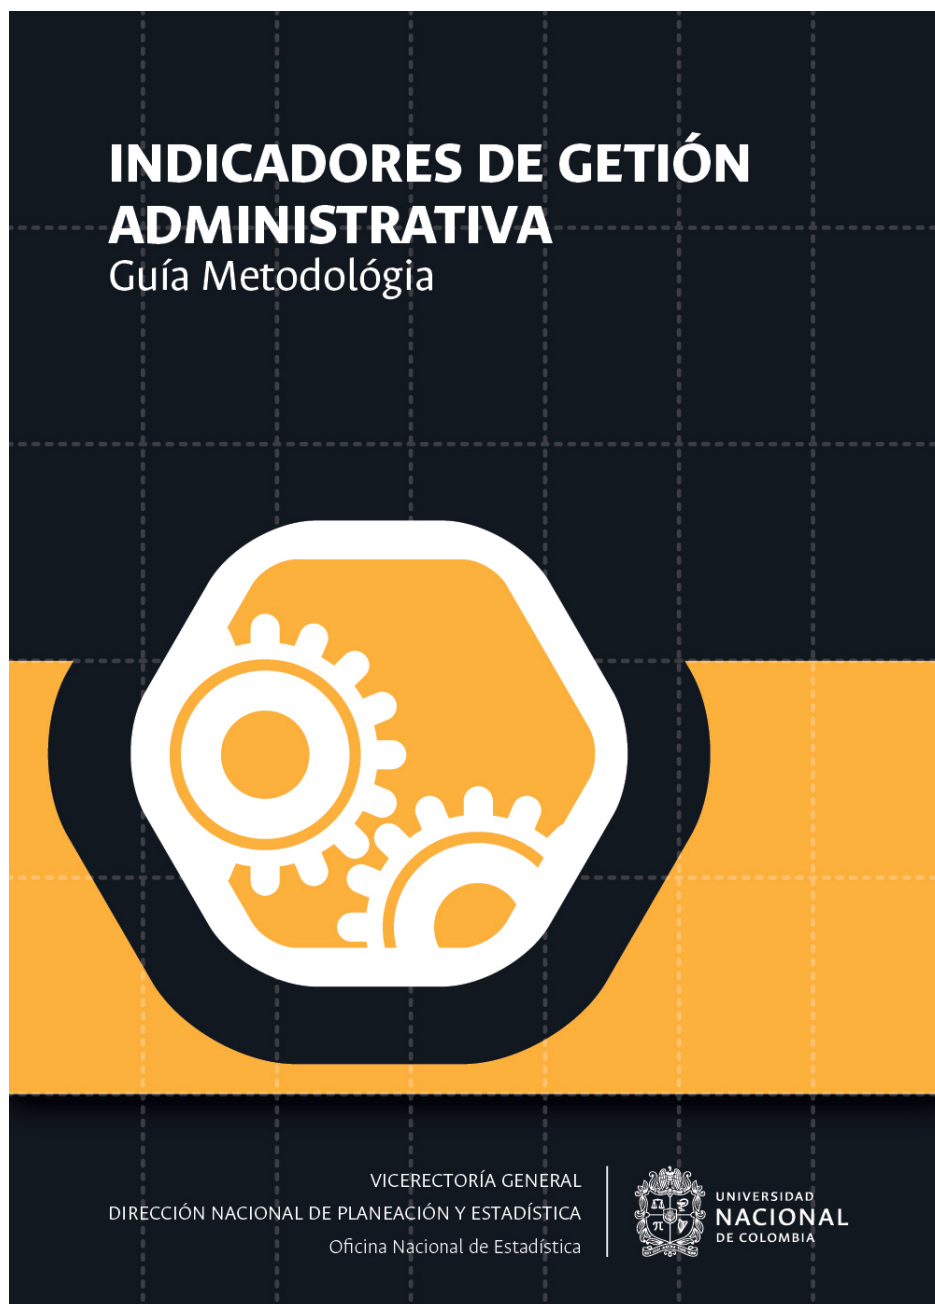 INDICADORES DE GETIÓN
ADMINISTRATIVA
Guía Metodológia
VICERECTORÍA GENERAL
DIRECCIÓN NACIONAL DE PLANEACIÓN Y ESTADÍSTICA
Oficina Nacional de Estadística
UNIVERSIDAD
NACIONAL
DE COLOMBIA